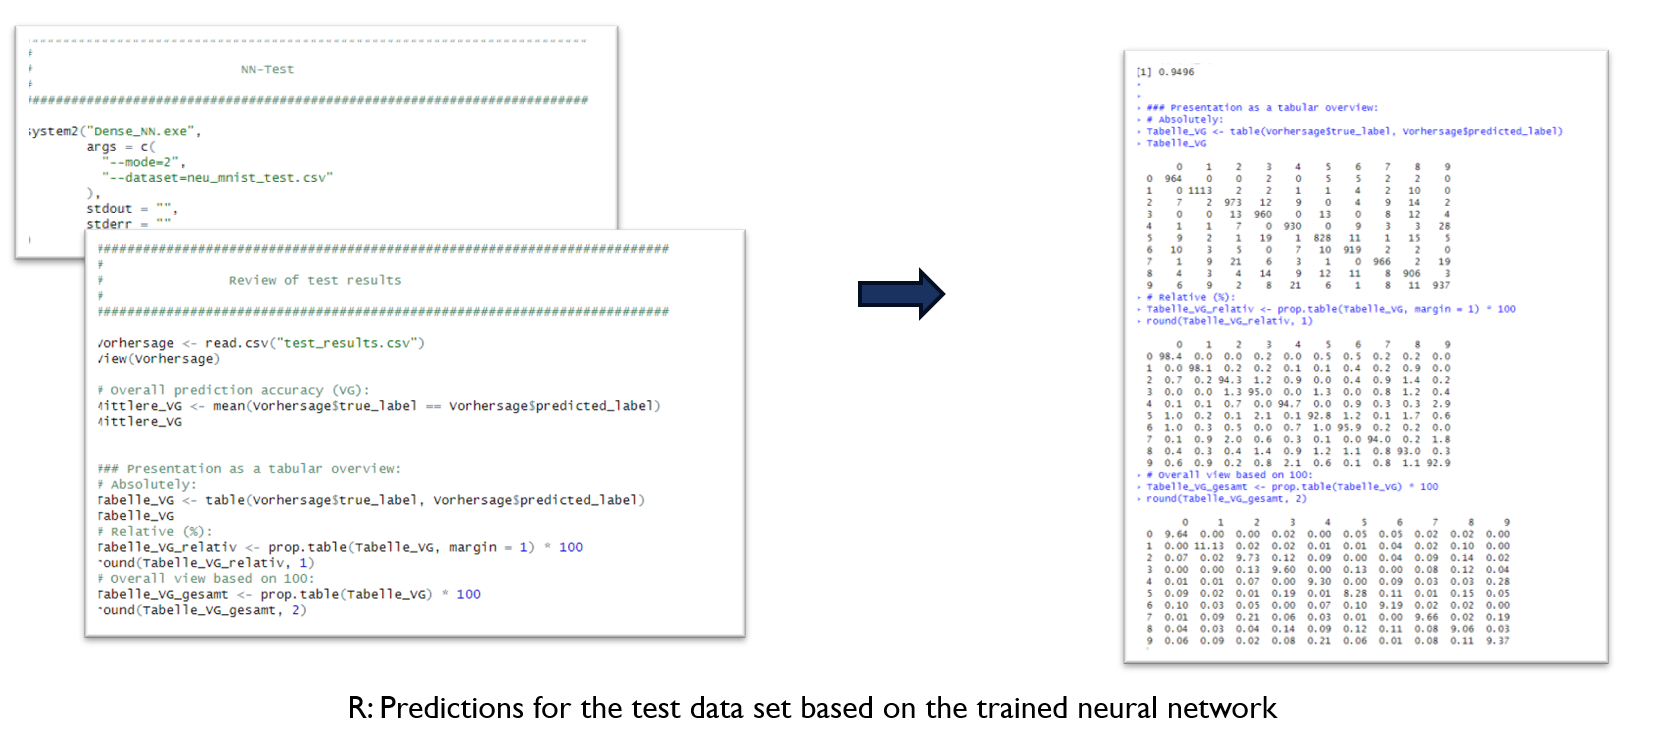 ##########################################################################
#
# NN-Test
#
##########################################################################
system2("Dense_NN.exe",
args = c(
"--mode=2",
"--dataset=neu_mnist_test.csv"
),
stdout = "",
stderr = ""
)
##########################################################################
#
# Review of test results
#
##########################################################################
Vorhersage <- read.csv("test_results.csv")
View(Vorhersage)
# Overall prediction accuracy (VG):
Mittlere_VG <- mean(Vorhersage$true_label == Vorhersage$predicted_label)
Mittlere_VG
### Presentation as a tabular overview:
# Absolutely:
Tabelle_VG <- table(Vorhersage$true_label, Vorhersage$predicted_label)
Tabelle_VG
# Relative (%):
Tabelle_VG_relativ <- prop.table(Tabelle_VG, margin = 1) * 100
round(Tabelle_VG_relativ, 1)
# Overall view based on 100:
Tabelle_VG_gesamt <- prop.table(Tabelle_VG) * 100
round(Tabelle_VG_gesamt, 2)
[1] 0.9496
>
>
> ### Presentation as a tabular overview:
> # Absolutely:
> Tabelle_VG <- table(Vorhersage$true_label, Vorhersage$predicted_label)
> Tabelle_VG
0 1 2 3 4 5 6 7 8 9
0 964 0 0 2 0 5 5 2 2 0
1 0 1113 2 2 1 1 4 2 10 0
2 7 2 973 12 9 0 4 9 14 2
3 0 0 13 960 0 13 0 8 12 4
4 1 1 7 0 930 0 9 3 3 28
5 9 2 1 19 1 828 11 1 15 5
6 10 3 5 0 7 10 919 2 2 0
7 1 9 21 6 3 1 0 966 2 19
8 4 3 4 14 9 12 11 8 906 3
9 6 9 2 8 21 6 1 8 11 937
> # Relative (%):
> Tabelle_VG_relativ <- prop.table(Tabelle_VG, margin = 1) * 100
> round(Tabelle_VG_relativ, 1)
0 1 2 3 4 5 6 7 8 9
0 98.4 0.0 0.0 0.2 0.0 0.5 0.5 0.2 0.2 0.0
1 0.0 98.1 0.2 0.2 0.1 0.1 0.4 0.2 0.9 0.0
2 0.7 0.2 94.3 1.2 0.9 0.0 0.4 0.9 1.4 0.2
3 0.0 0.0 1.3 95.0 0.0 1.3 0.0 0.8 1.2 0.4
4 0.1 0.1 0.7 0.0 94.7 0.0 0.9 0.3 0.3 2.9
5 1.0 0.2 0.1 2.1 0.1 92.8 1.2 0.1 1.7 0.6
6 1.0 0.3 0.5 0.0 0.7 1.0 95.9 0.2 0.2 0.0
7 0.1 0.9 2.0 0.6 0.3 0.1 0.0 94.0 0.2 1.8
8 0.4 0.3 0.4 1.4 0.9 1.2 1.1 0.8 93.0 0.3
9 0.6 0.9 0.2 0.8 2.1 0.6 0.1 0.8 1.1 92.9
> # Overall view based on 100:
> Tabelle_VG_gesamt <- prop.table(Tabelle_VG) * 100
> round(Tabelle_VG_gesamt, 2)
0 1 2 3 4 5 6 7 8 9
0 9.64 0.00 0.00 0.02 0.00 0.05 0.05 0.02 0.02 0.00
1 0.00 11.13 0.02 0.02 0.01 0.01 0.04 0.02 0.10 0.00
2 0.07 0.02 9.73 0.12 0.09 0.00 0.04 0.09 0.14 0.02
3 0.00 0.00 0.13 9.60 0.00 0.13 0.00 0.08 0.12 0.04
4 0.01 0.01 0.07 0.00 9.30 0.00 0.09 0.03 0.03 0.28
5 0.09 0.02 0.01 0.19 0.01 8.28 0.11 0.01 0.15 0.05
6 0.10 0.03 0.05 0.00 0.07 0.10 9.19 0.02 0.02 0.00
7 0.01 0.09 0.21 0.06 0.03 0.01 0.00 9.66 0.02 0.19
8 0.04 0.03 0.04 0.14 0.09 0.12 0.11 0.08 9.06 0.03
9 0.06 0.09 0.02 0.08 0.21 0.06 0.01 0.08 0.11 9.37
R: Predictions for the test data set based on the trained neural network